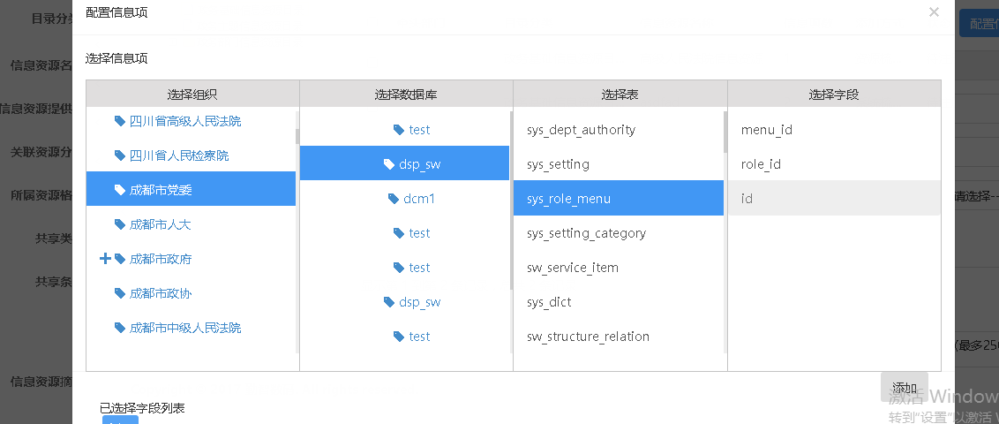 配置信息项
×
目录分类
配置信
选择信息项
信息资源名
选择组织 选择数据库 选择表 选择字段
信息资源提供
四川省高级人民法院 test sys_dept_authority menu_id
关联资源分
四川省人民检察院 dsp_sw sys_setting role_id
所属资源格
成都市党委 dcm1 sys_role_menu id
请选择--
成都市人大 test sys_setting_category
共享类
成都市政府 test sw_service_item
共享条
成都市政协 dsp_sw sys_dict
成都市中级人民法院 test sw_structure_relation
(最多250
信息资源摘
添加
激活 Window
已选择字段列表
转到"设置"以激活 W